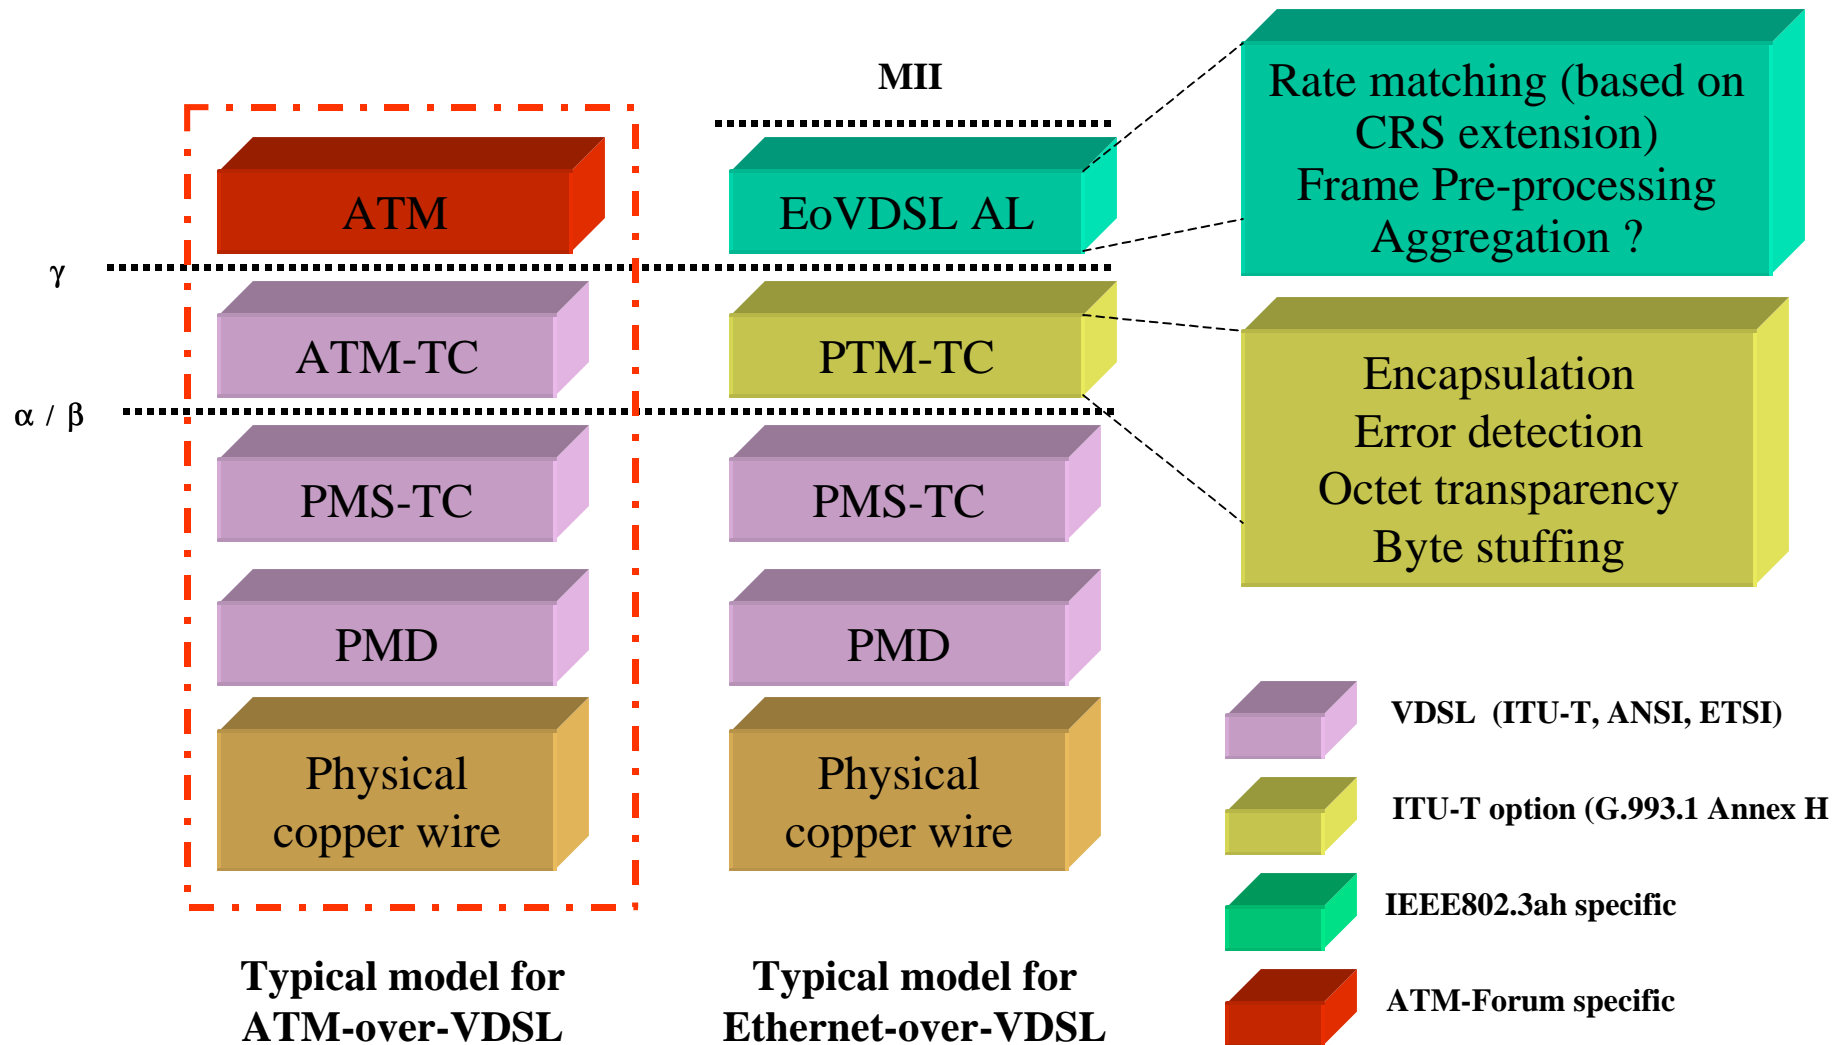 MII
ATM
EoVDSL AL
Rate matching (based on
CRS extension)
Frame Pre-processing
Aggregation ?
γ
ATM-TC
PTM-TC
Encapsulation
Error detection
Octet transparency
Byte stuffing
α / β
PMS-TC
PMS-TC
PMD
PMD
Physical
copper wire
Physical
copper wire
VDSL (ITU-T, ANSI, ETSI)
ITU-T option (G.993.1 Annex H
IEEE802.3ah specific
ATM-Forum specific
Typical model for
ATM-over-VDSL
Typical model for
Ethernet-over-VDSL